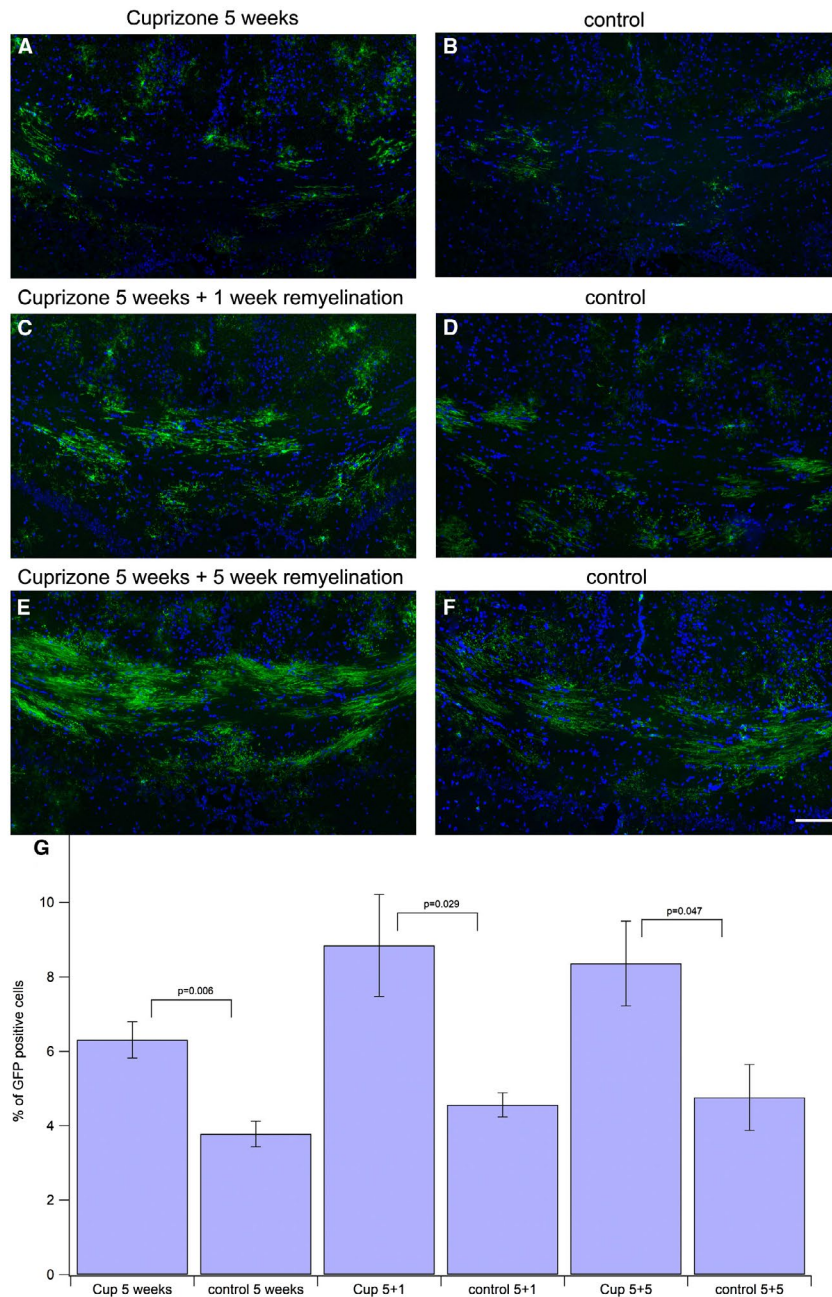 Cuprizone 5 weeks
control
A
B
Cuprizone 5 weeks + 1 week remyelination
control
C
D
Cuprizone 5 weeks + 5 week remyelination
control
E
F
G
% of GFP positive cells
10
8
6
4
2
0
p=0.006
p=0.029
p=0.047
Cup 5 weeks
control 5 weeks
Cup 5+1
control 5+1
Cup 5+5
control 5+5